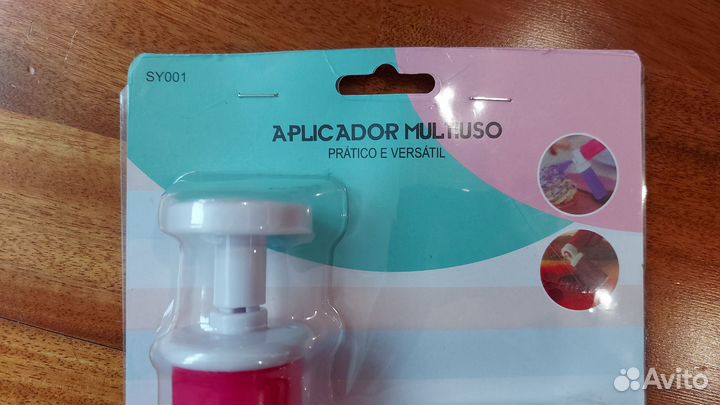 SY001
APLICADOR MULTIUSO
PRÁTICO E VERSÁTIL
Avito